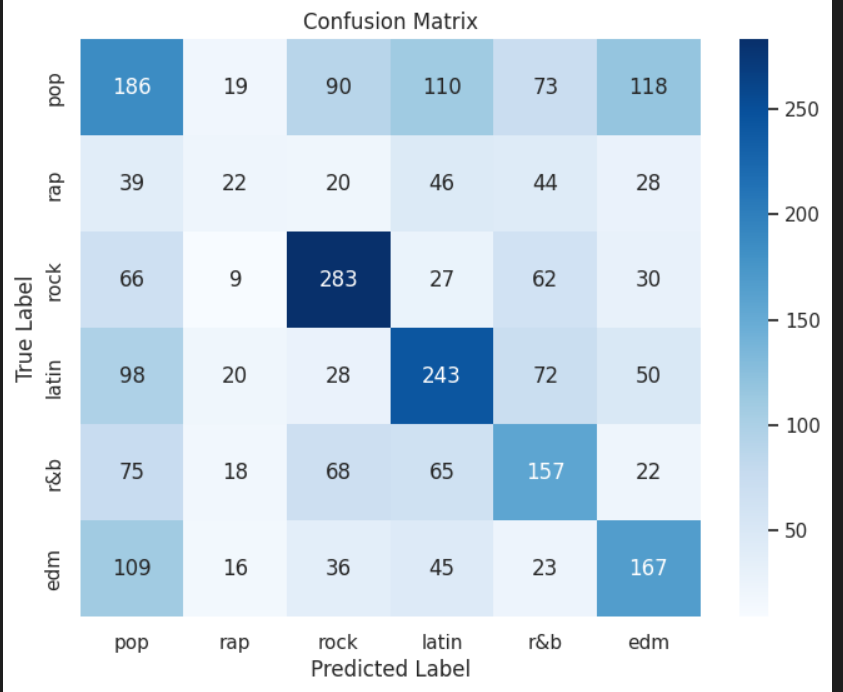 Confusion Matrix
True Label
pop 186 19 90 110 73 118
rap 39 22 20 46 44 28
rock 66 9 283 27 62 30
latin 98 20 28 243 72 50
r&b 75 18 68 65 157 22
edm 109 16 36 45 23 167
pop rap rock latin r&b edm
Predicted Label
250
200
150
100
50